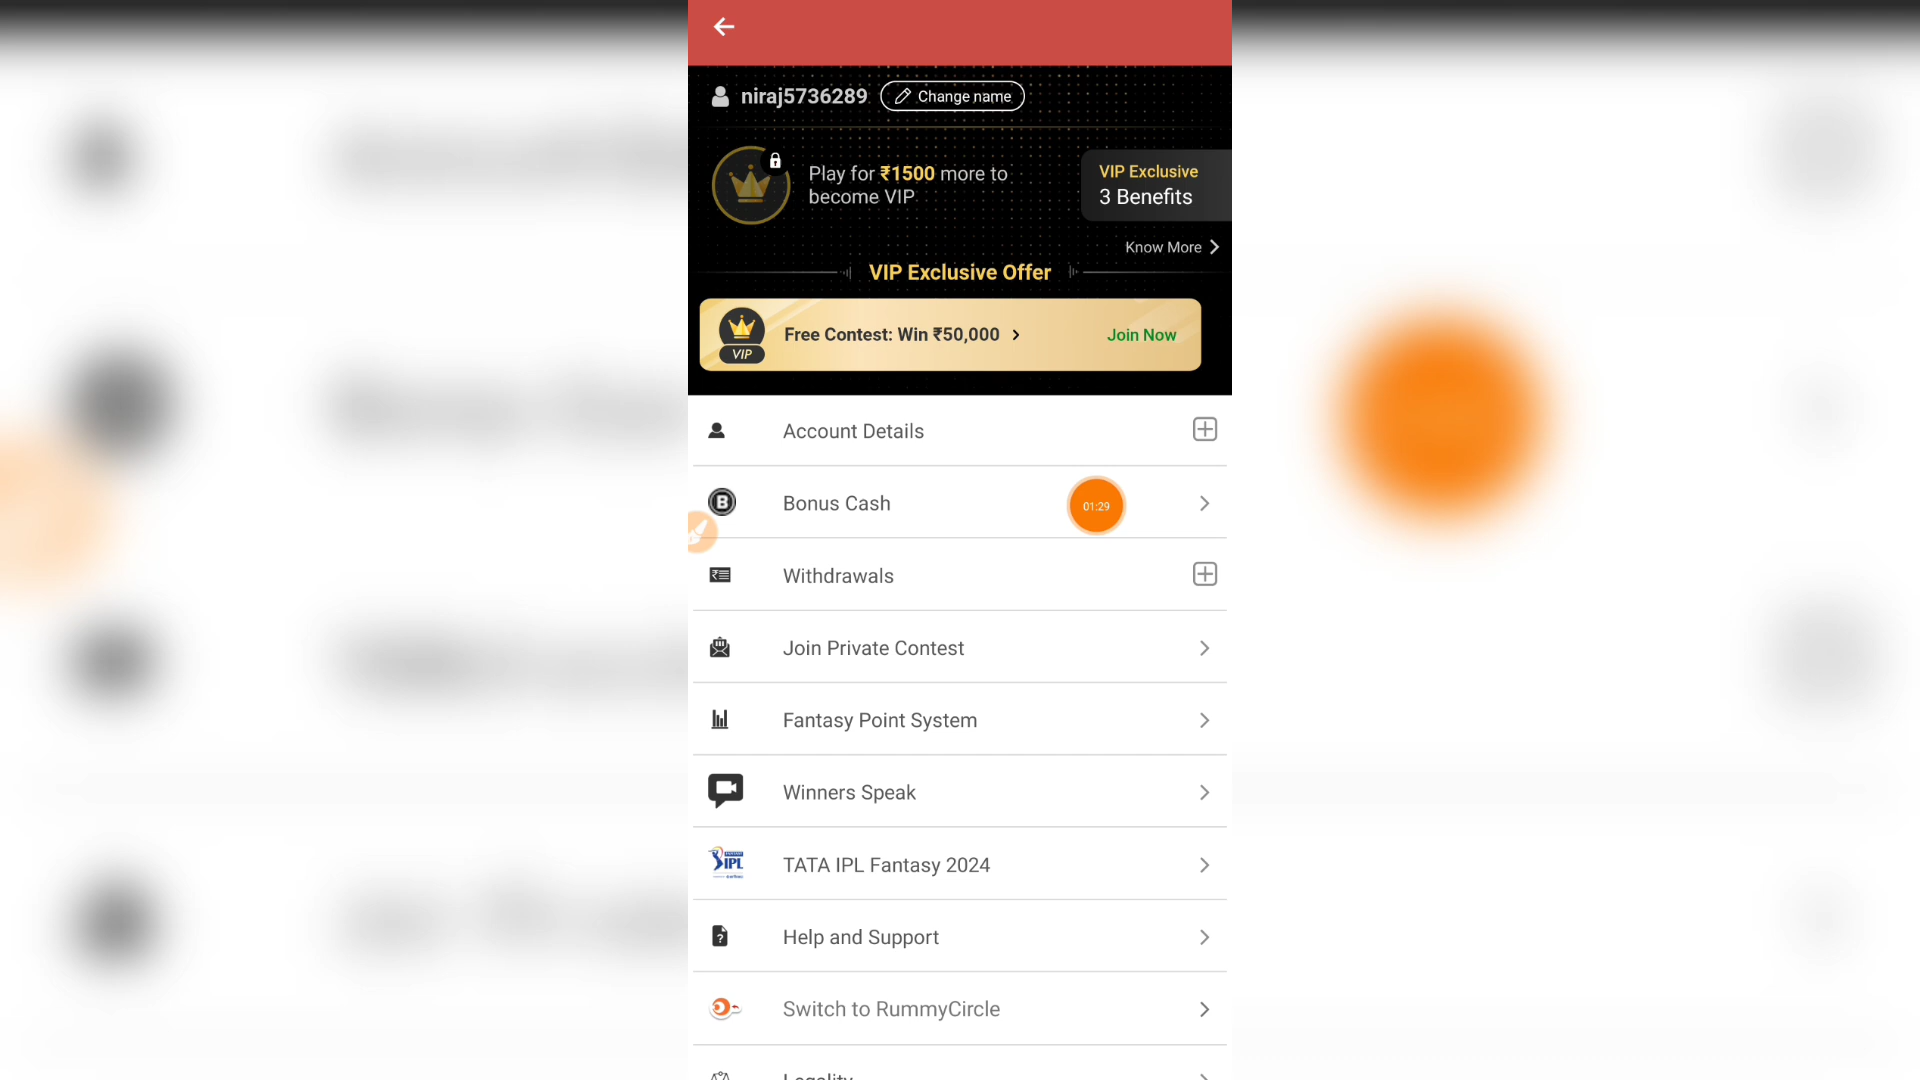 niraj5736289
Change name
Play for ₹1500 more to
become VIP
VIP Exclusive
3 Benefits
Know More
VIP Exclusive Offer
Free Contest: Win ₹50,000
Join Now
VIP
Account Details
Bonus Cash
01:29
Withdrawals
Join Private Contest
Fantasy Point System
Winners Speak
IPL
TATA IPL Fantasy 2024
Help and Support
Switch to RummyCircle
Legality